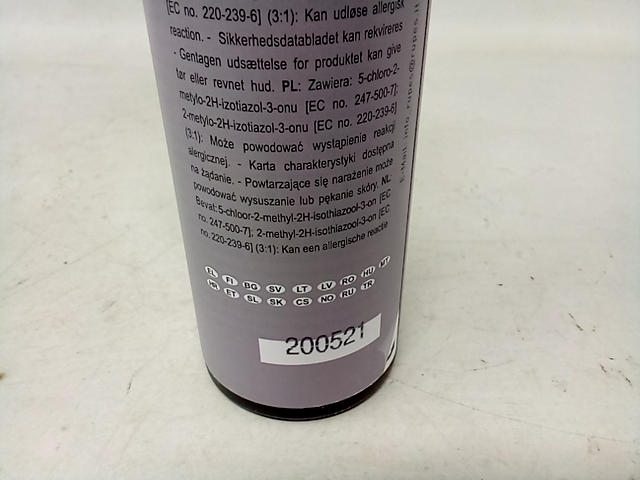 [EC no. 220-239-6] (3:1): Kan udløse allergisk
reaction. - Sikkerhedsdatabladet kan rekvireres
- Gentagen udsættelse for produktet kan give
tør eller revnet hud. PL: Zawiera: 5-chloro-2-
metylo-2H-izotiazol-3-onu [EC no. 247-500-7];
2-metylo-2H-izotiazol-3-onu [EC no. 220-239-6]
(3:1): Może powodować wystąpienie reakcji
alergicznej. - Karta charakterystyki dostępna
na żądanie. - Powtarzające się narażenie może
powodować wysuszanie lub pękanie skóry. NL:
Bevat: 5-chloor-2-methyl-2H-isothiazool-3-on [EC
no. 247-500-7]; 2-methyl-2H-isothiazool-3-on [EC
no. 220-239-6] (3:1): Kan een allergische reactie
EL FI BG SV LT LV RO HU MT
HR ET SL SK CS NO RU TR
200521
E-Mail info_rupes@rupes.it